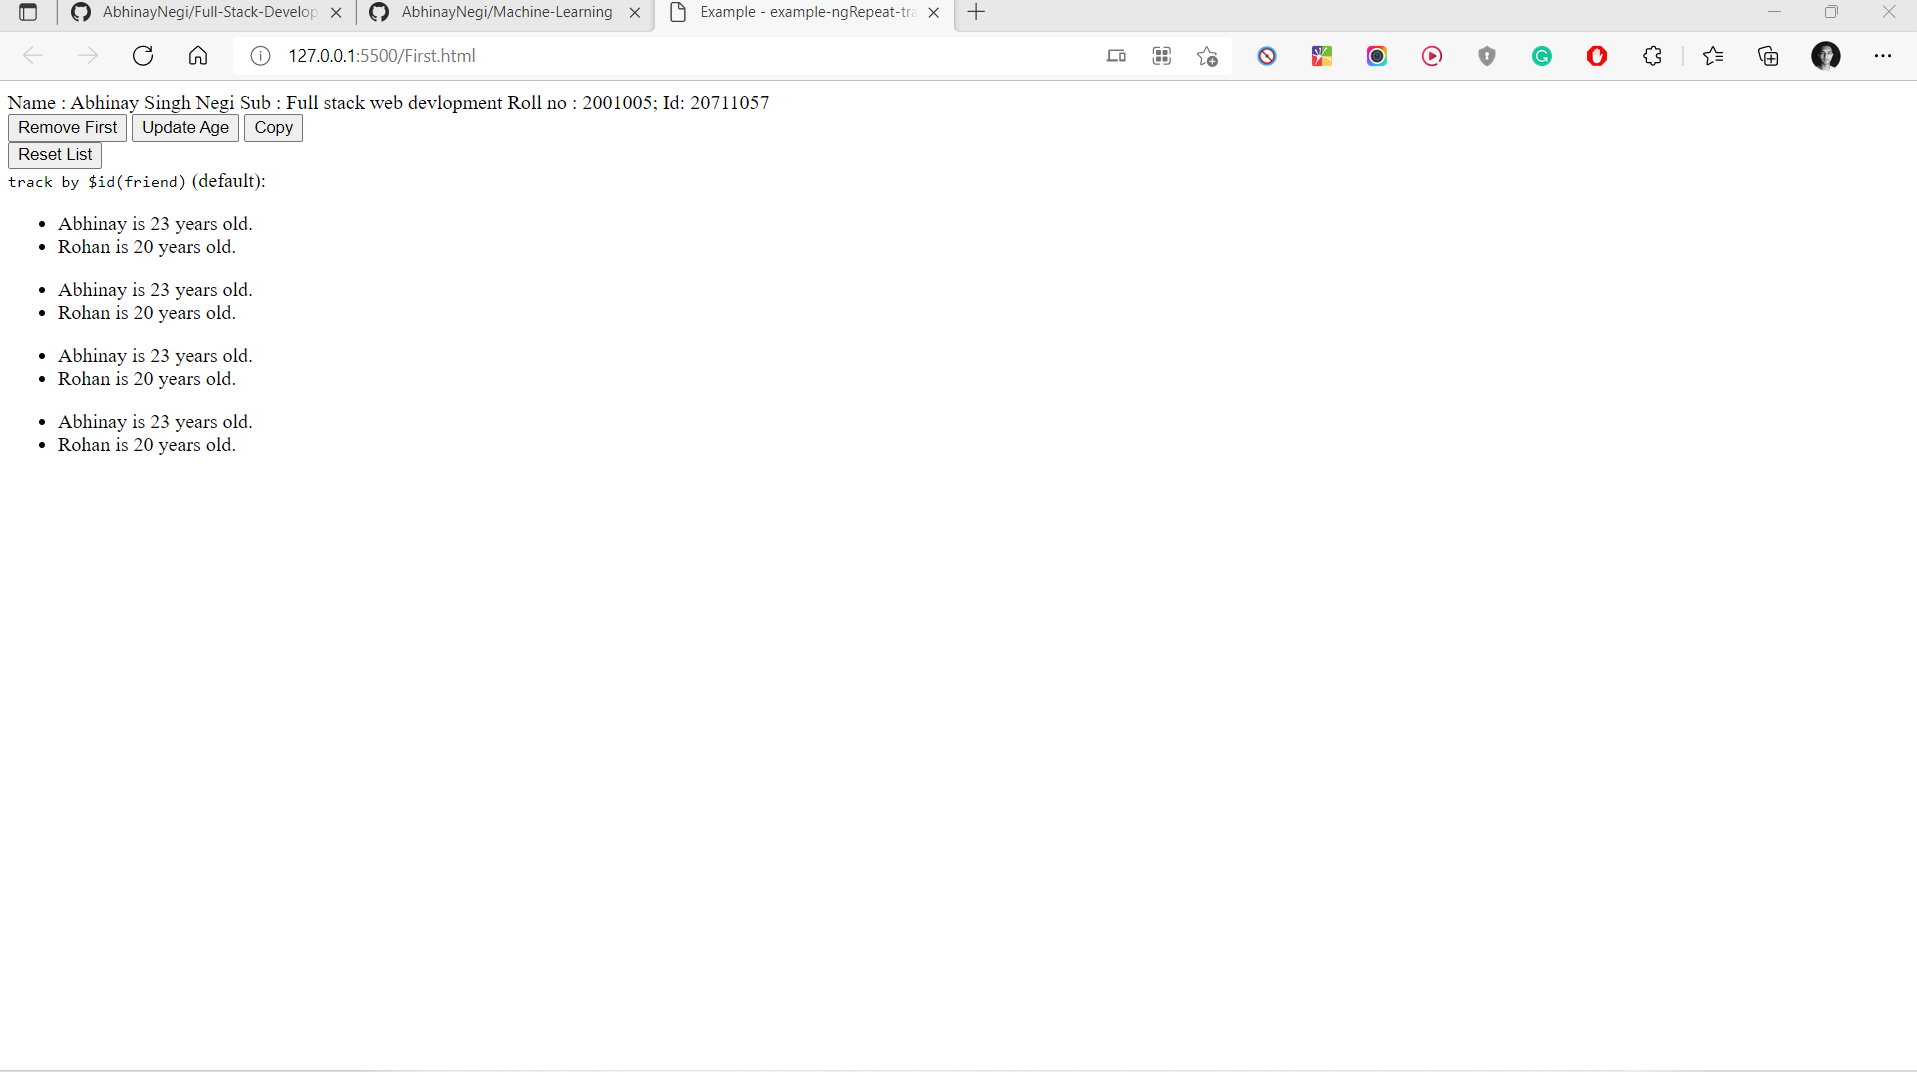 AbhinayNegi/Full-Stack-Develop
AbhinayNegi/Machine-Learning
Example - example-ngRepeat-tra
127.0.0.1:5500/First.html
Name : Abhinay Singh Negi Sub : Full stack web devlopment Roll no : 2001005; Id: 20711057
Remove First Update Age Copy
Reset List
track by $id(friend) (default):
Abhinay is 23 years old.
Rohan is 20 years old.
Abhinay is 23 years old.
Rohan is 20 years old.
Abhinay is 23 years old.
Rohan is 20 years old.
Abhinay is 23 years old.
Rohan is 20 years old.